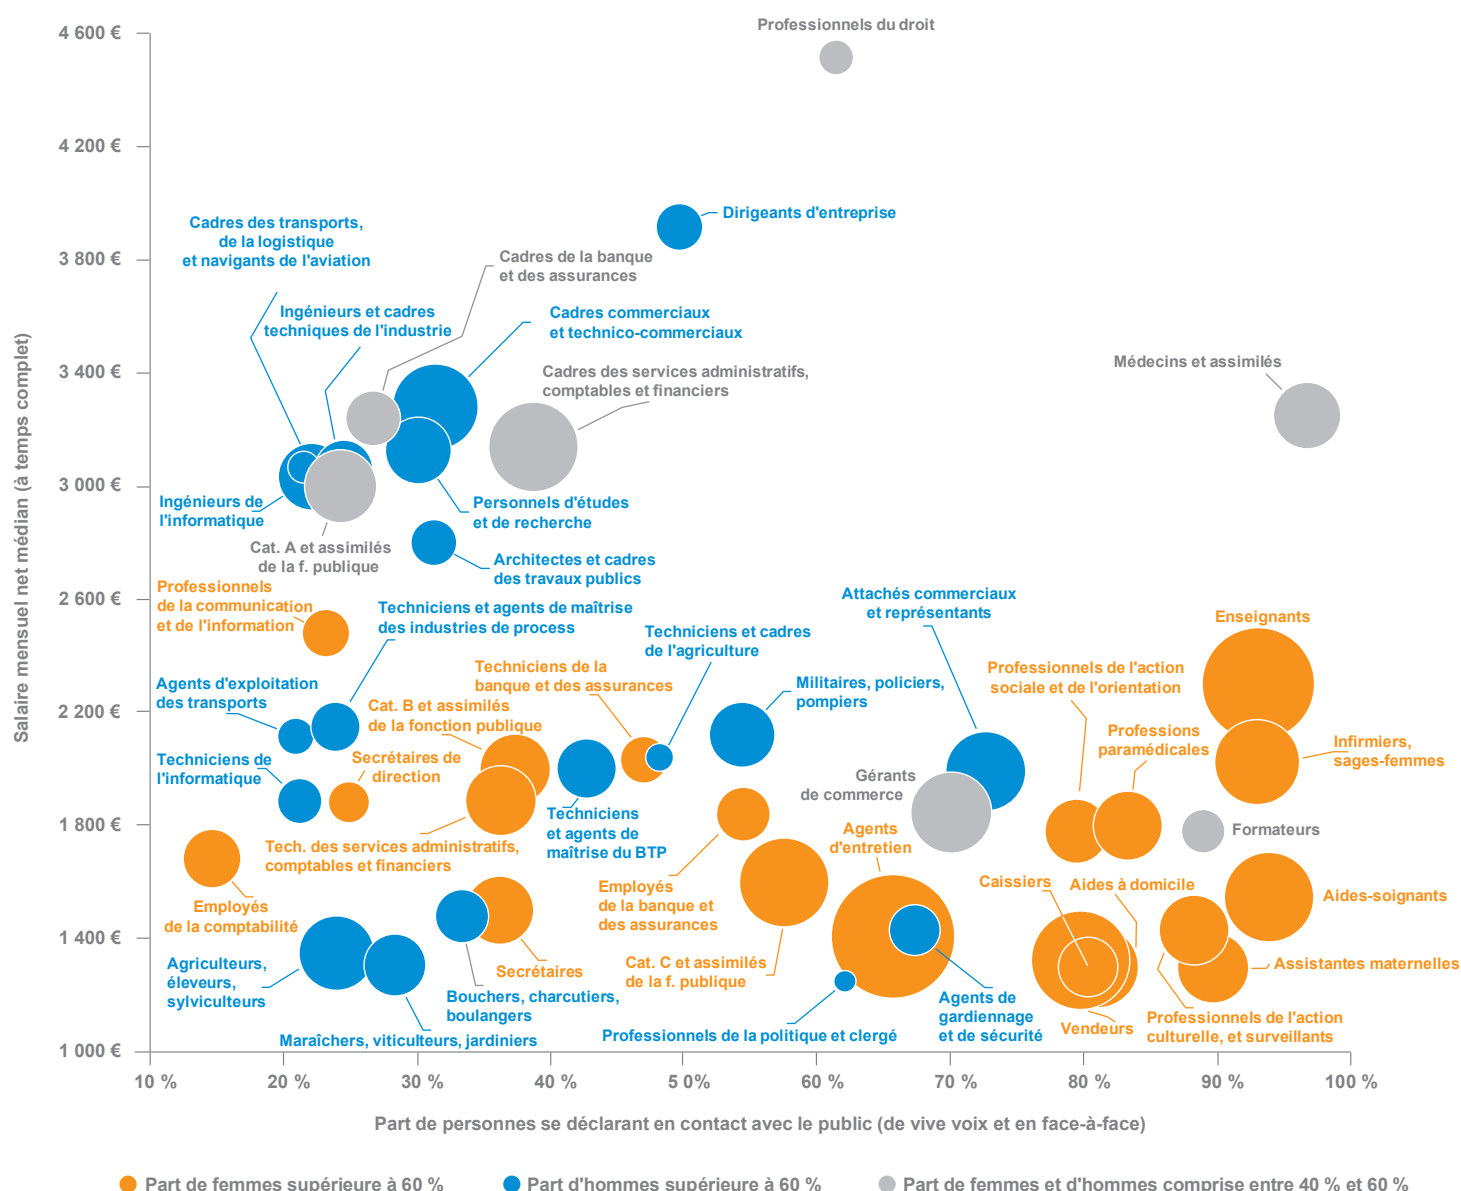 Professionnels du droit
4 600 €
4 200 €
3 800 €
3 400 €
3 000 €
2 600 €
2 200 €
1 800 €
1 400 €
1 000 €
Salaire mensuel net médian (à temps complet)
Dirigeants d'entreprise
Cadres des transports,
de la logistique
et navigants de l'aviation
Cadres de la banque
et des assurances
Ingénieurs et cadres
techniques de l'industrie
Cadres commerciaux
et technico-commerciaux
Cadres des services administratifs,
comptables et financiers
Médecins et assimilés
Ingénieurs de
l'informatique
Personnels d'études
et de recherche
Cat. A et assimilés
de la f. publique
Architectes et cadres
des travaux publics
Professionnels
de la communication
et de l'information
Techniciens et agents de maîtrise
des industries de process
Attachés commerciaux
et représentants
Enseignants
Techniciens et cadres
de l'agriculture
Techniciens de la
banque et des assurances
Professionnels de l'action
sociale et de l'orientation
Agents d'exploitation
des transports
Militaires, policiers,
pompiers
Cat. B et assimilés
de la fonction publique
Professions
paramédicales
Infirmiers,
sages-femmes
Techniciens de
l'informatique
Secrétaires de
direction
Gérants
de commerce
Techniciens
et agents de
maîtrise du BTP
Agents
d'entretien
Formateurs
Tech. des services administratifs,
comptables et financiers
Employés
de la comptabilité
Employés
de la banque et
des assurances
Caissiers
Aides à domicile
Aides-soignants
Agriculteurs,
éleveurs,
sylviculteurs
Secrétaires
Cat. C et assimilés
de la f. publique
Assistantes maternelles
Bouchers, charcutiers,
boulangers
Agents de
gardiennage
et de sécurité
Vendeurs
Professionnels de l'action
culturelle, et surveillants
Maraîchers, viticulteurs, jardiniers
Professionnels de la politique et clergé
10 %
20 %
30 %
40 %
50 %
60 %
70 %
80 %
90 %
100 %
Part de personnes se déclarant en contact avec le public (de vive voix et en face-à-face)
Part de femmes supérieure à 60 %
Part d'hommes supérieure à 60 %
Part de femmes et d'hommes comprise entre 40 % et 60 %